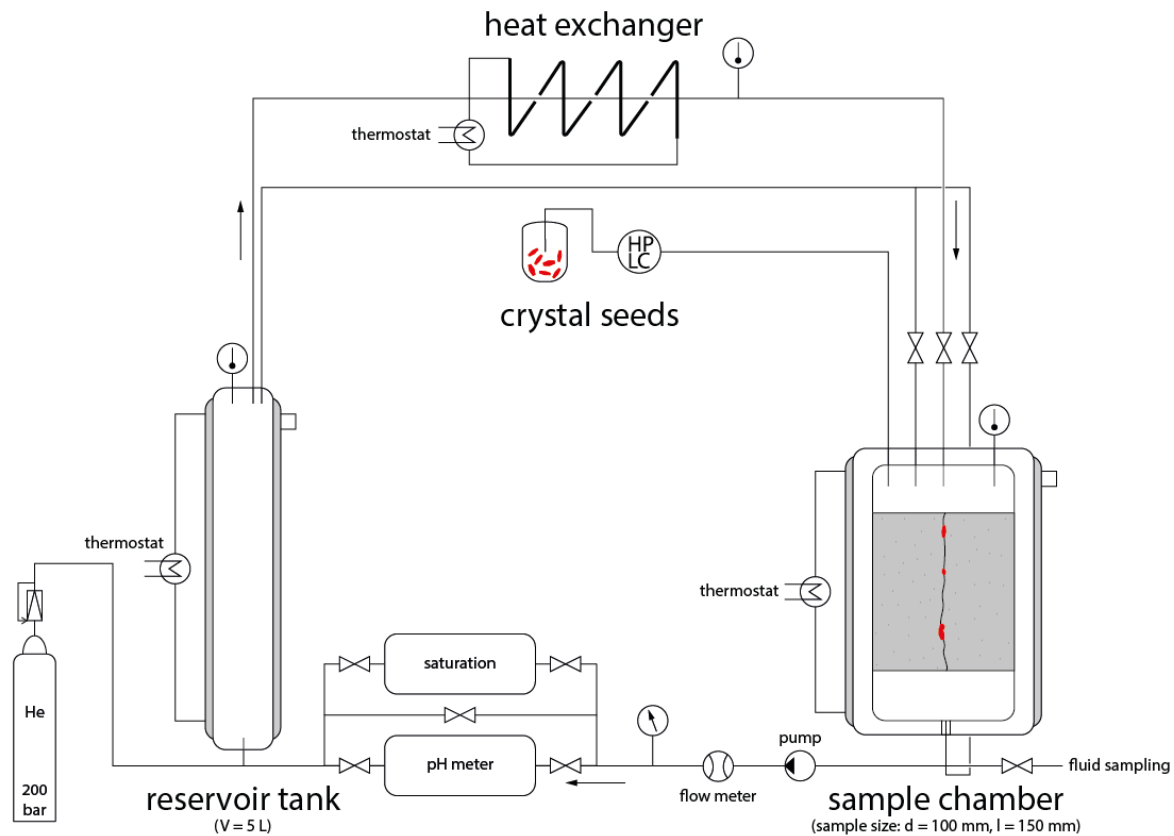 heat exchanger
thermostat
HP
LC
crystal seeds
thermostat
thermostat
He
200
bar
saturation
pH meter
flow meter
pump
fluid sampling
reservoir tank
(V = 5 L)
sample chamber
(sample size: d = 100 mm, l = 150 mm)